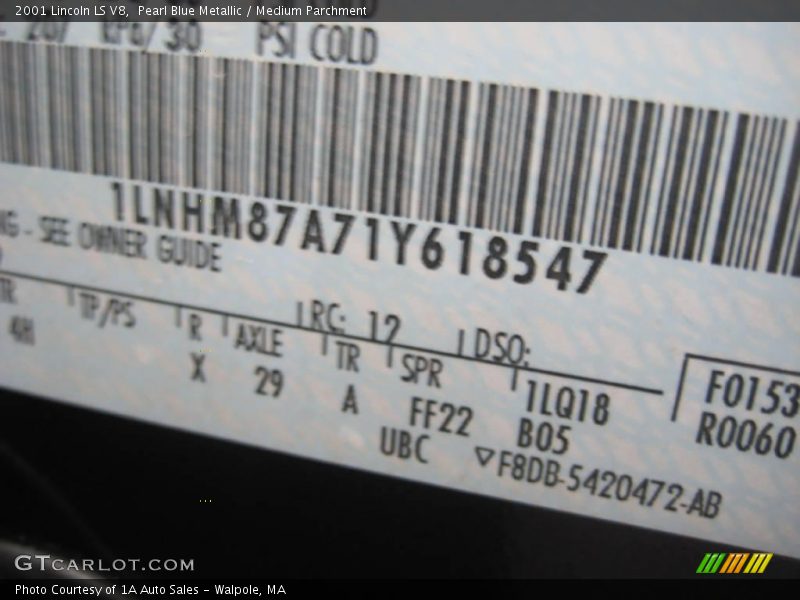 2001 Lincoln LS V8, Pearl Blue Metallic / Medium Parchment
PSI COLD
1LNHM87A71Y618547
- SEE OWNER GUIDE
RC: 12 DSO:
TR TP/PS R AXLE TR SPR
4H X 29 A FF22 1LQ18 F0153
UBC B05 R0060
▽F8DB-5420472-AB
GTCARLOT.COM
Photo Courtesy of 1A Auto Sales - Walpole, MA